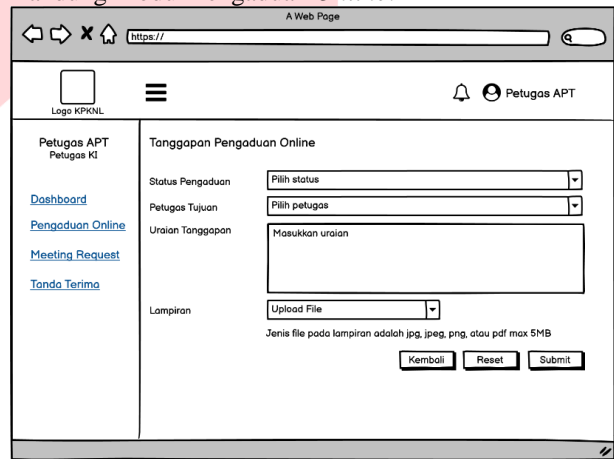 A Web Page
https://
Logo KPKNL
Petugas APT
Petugas APT
Petugas KI
Dashboard
Pengaduan Online
Meeting Request
Tanda Terima
Tanggapan Pengaduan Online
Status Pengaduan
Pilih status
Petugas Tujuan
Pilih petugas
Uraian Tanggapan
Masukkan uraian
Lampiran
Upload File
Jenis file pada lampiran adalah jpg, jpeg, png, atau pdf max 5MB
Kembali
Reset
Submit